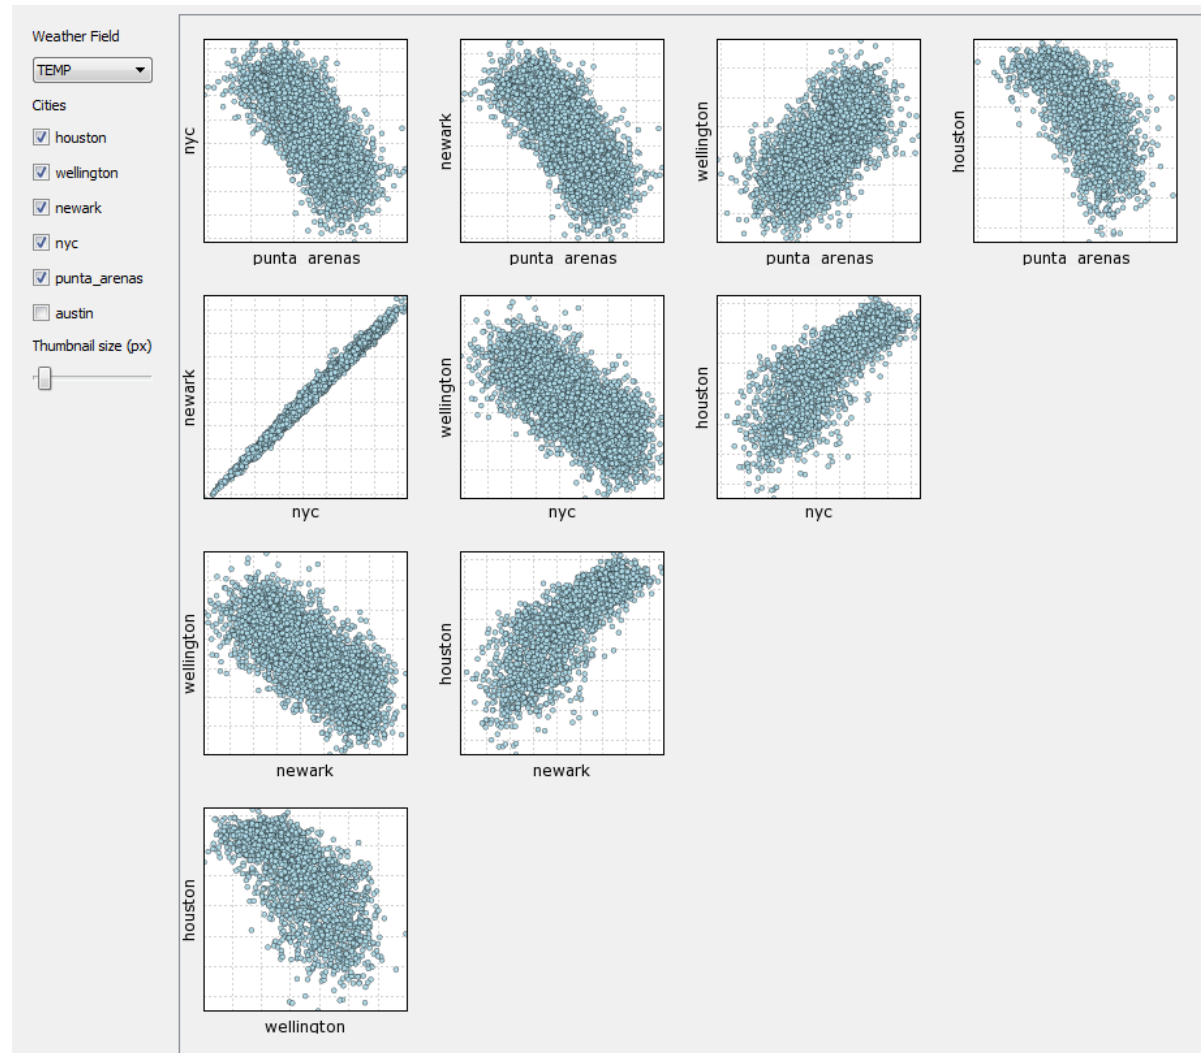 Weather Field
TEMP
Cities
houston
wellington
newark
nyc
punta_arenas
austin
Thumbnail size (px)
nyc
punta arenas
newark
punta arenas
wellington
punta arenas
houston
punta arenas
newark
nyc
wellington
nyc
houston
nyc
wellington
newark
houston
newark
houston
wellington